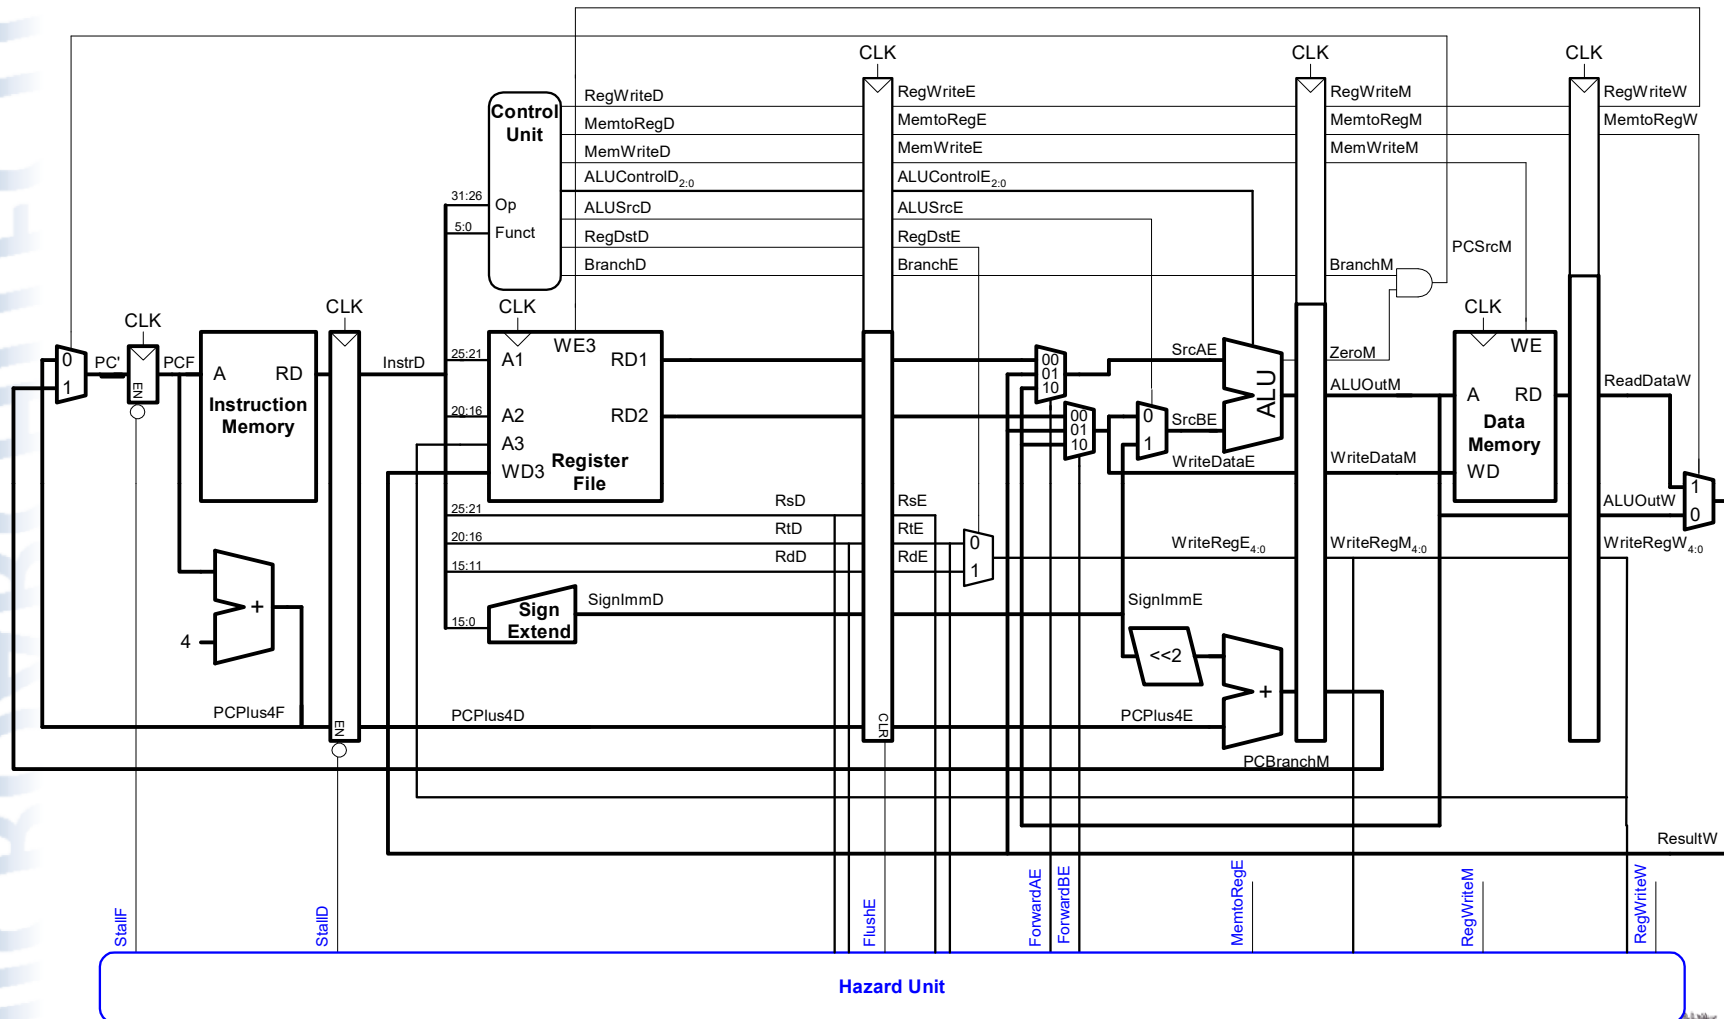 CLK
CLK
CLK
Control
Unit
Op
Funct
31:26
5:0
RegWriteD
MemtoRegD
MemWriteD
ALUControlD2:0
ALUSrcD
RegDstD
BranchD
RegWriteE
MemtoRegE
MemWriteE
ALUControlE2:0
ALUSrcE
RegDstE
BranchE
RegWriteM
MemtoRegM
MemWriteM
BranchM
PCSrcM
RegWriteW
MemtoRegW
CLK
CLK
CLK
CLK
0
1
PC'
EN
PCF
A
RD
Instruction
Memory
InstrD
25:21
20:16
A1
A2
A3
WD3
WE3
RD1
RD2
Register
File
00
01
10
00
01
10
0
1
SrcAE
SrcBE
ALU
WriteDataE
ZeroM
ALUOutM
WriteDataM
A
RD
WE
Data
Memory
WD
ReadDataW
ALUOutW
1
0
25:21
20:16
15:11
15:0
RsD
RtD
RdD
RsE
RtE
RdE
0
1
WriteRegE4:0
WriteRegM4:0
WriteRegW4:0
Sign
Extend
SignImmD
SignImmE
<<2
+
4
+
PCPlus4F
EN
PCPlus4D
CLR
PCPlus4E
PCBranchM
ResultW
StallF
StallD
FlushE
ForwardAE
ForwardBE
MemtoRegE
RegWriteM
RegWriteW
Hazard Unit